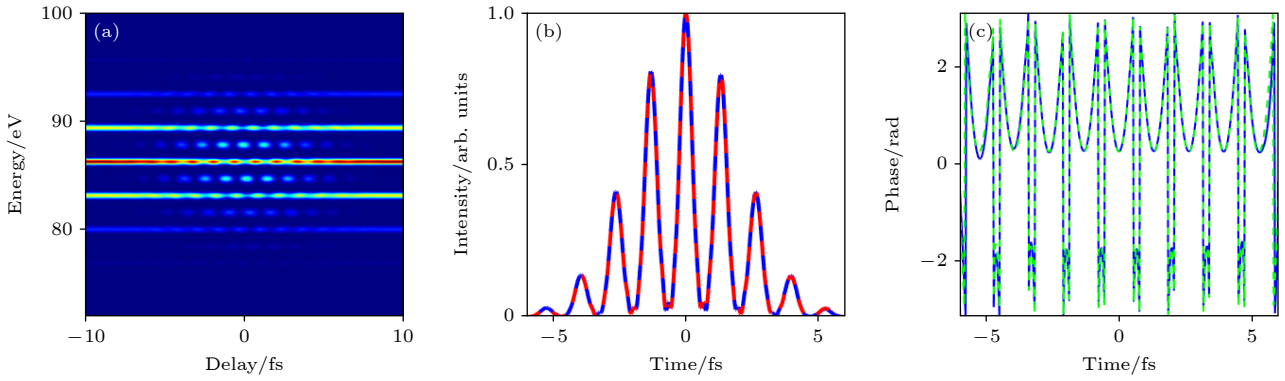 (a)
100
90
80
−10
0
10
Energy/eV
Delay/fs
(b)
1.0
0.5
0
−5
0
5
Intensity/arb. units
Time/fs
(c)
2
0
−2
−5
0
5
Phase/rad
Time/fs